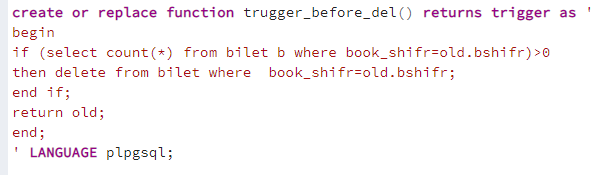 create or replace function trugger_before_del() returns trigger as '
begin
if (select count(*) from bilet b where book_shifr=old.bshifr)>0
then delete from bilet where  book_shifr=old.bshifr;
end if;
return old;
end;
' LANGUAGE plpgsql;